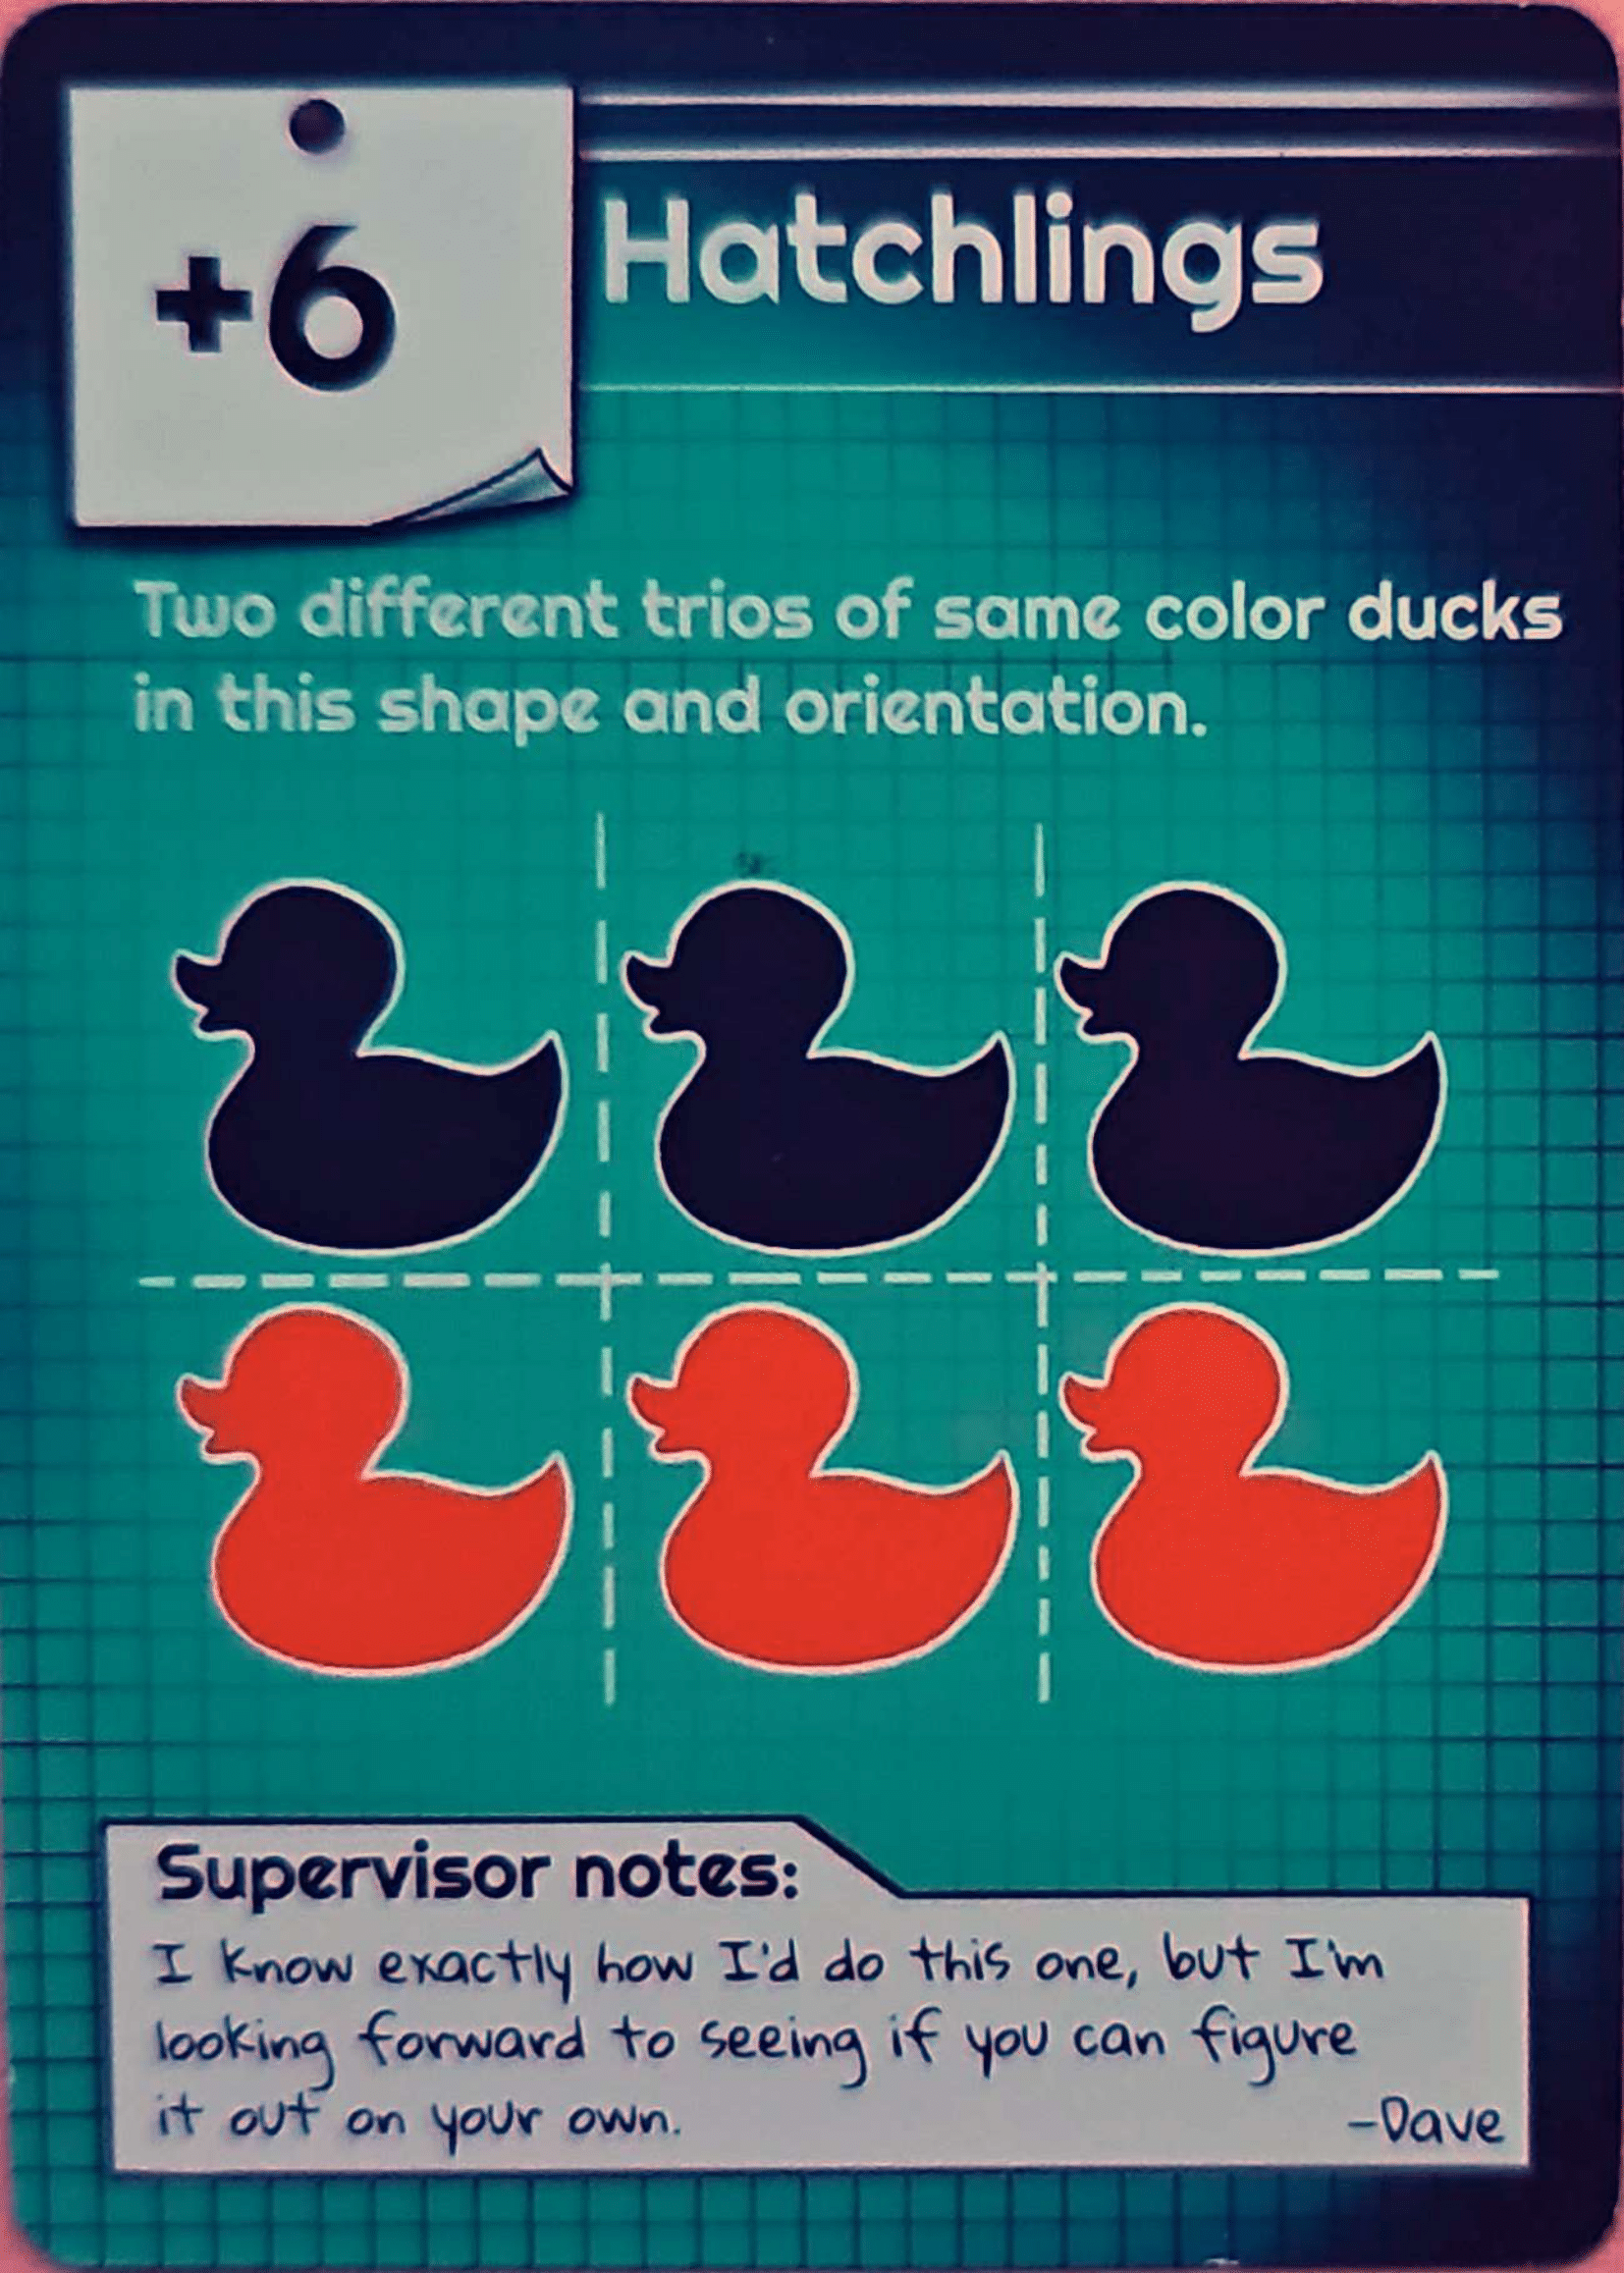 +6
Hatchlings
Two different trios of same color ducks
in this shape and orientation.
Supervisor notes:
I know exactly how I'd do this one, but I'm
looking forward to seeing if you can figure
it out on your own.
-Dave